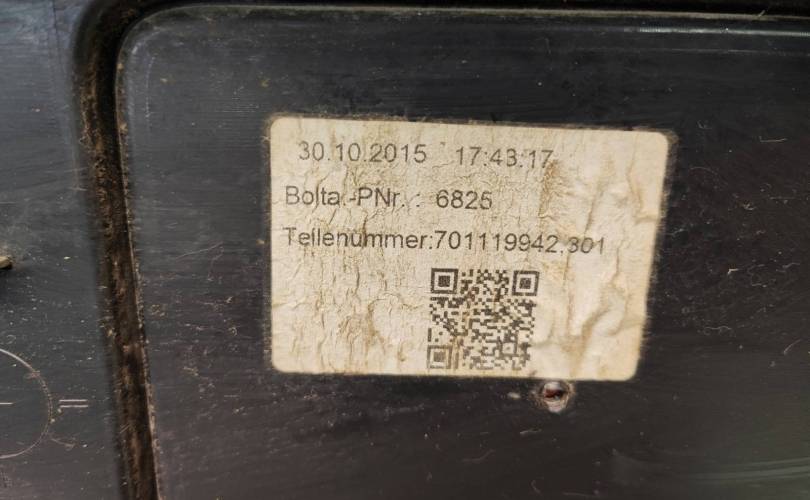 30.10.2015 17:43:17
Bolta.-PNr. : 6825
Teilenummer:701119942,301